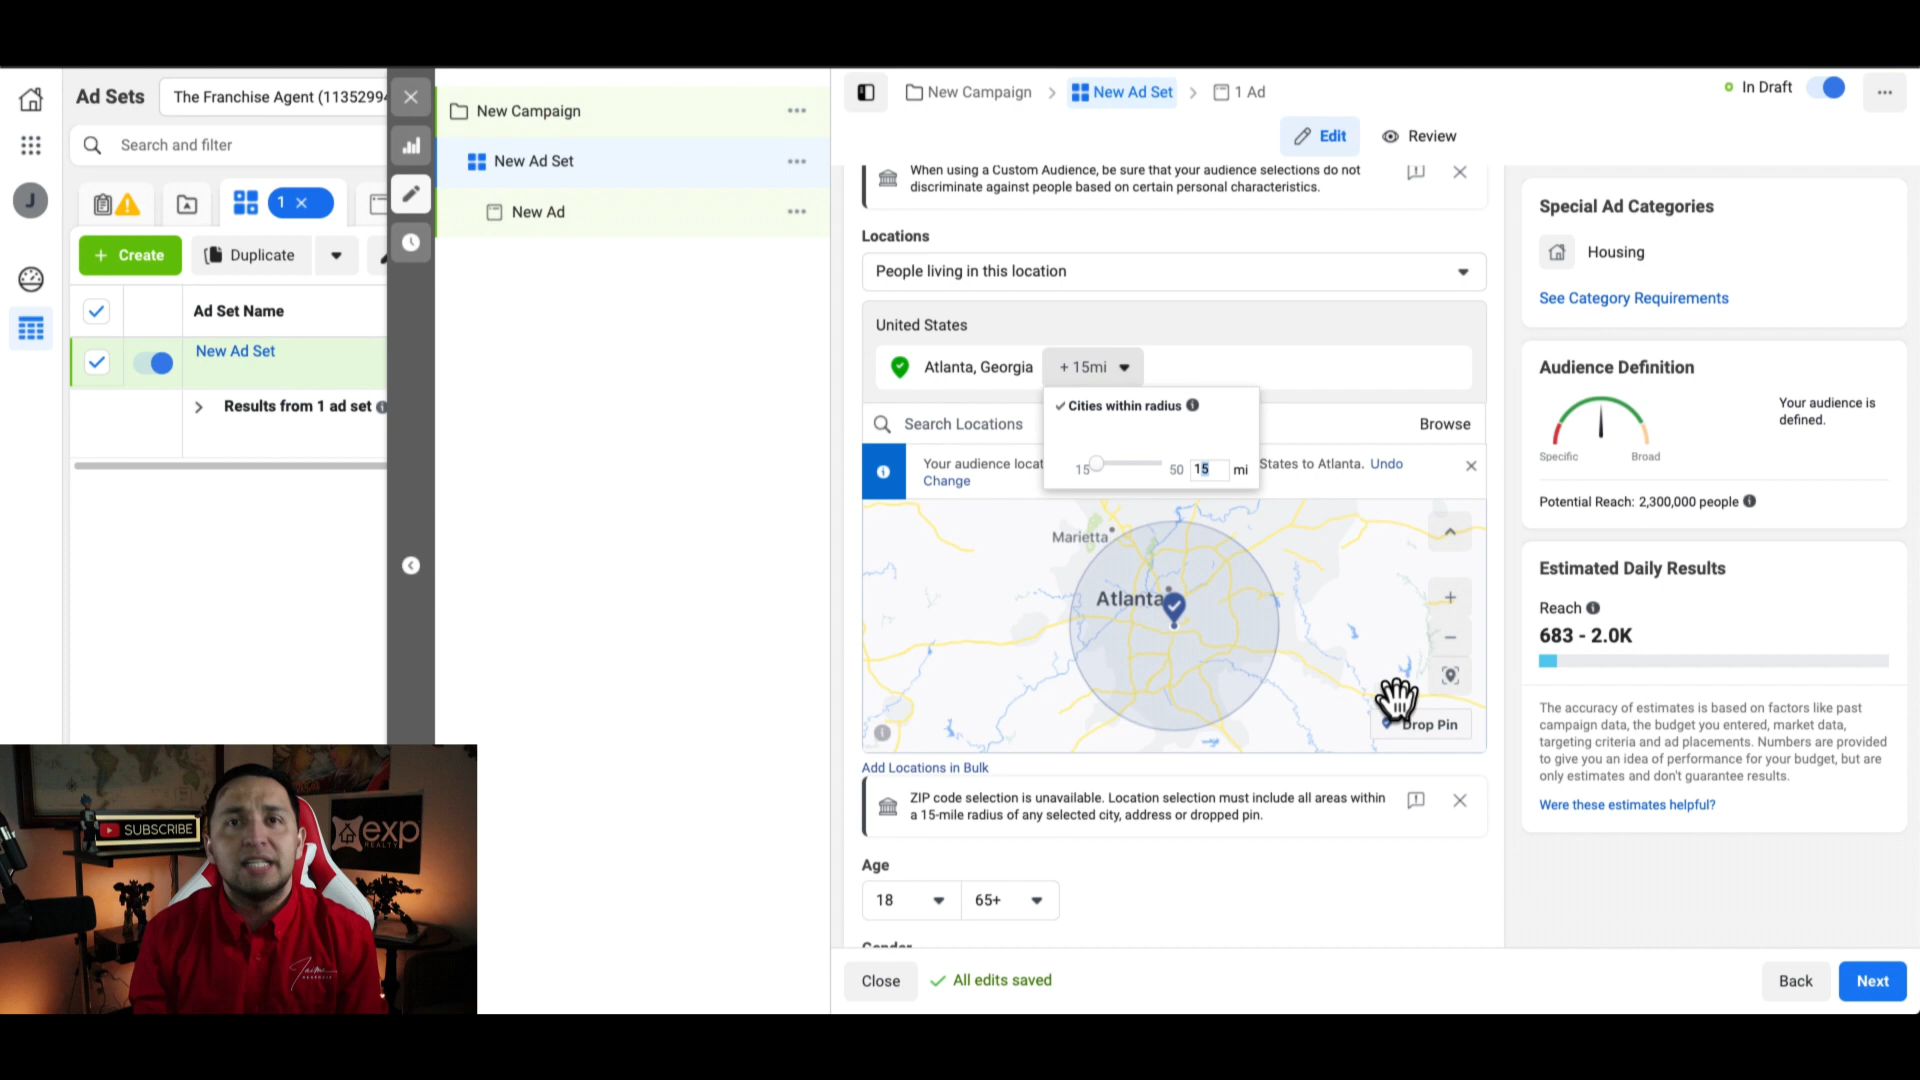 Ad Sets
The Franchise Agent (1135299
Search and filter
J
1
Create
Duplicate
Ad Set Name
New Ad Set
Results from 1 ad set
New Campaign
New Ad Set
New Ad
New Campaign
New Ad Set
1 Ad
In Draft
Edit
Review
When using a Custom Audience, be sure that your audience selections do not
discriminate against people based on certain personal characteristics.
Locations
People living in this location
United States
Atlanta, Georgia
+ 15mi
Cities within radius
15
50
15
mi
Search Locations
Browse
Your audience locat
States to Atlanta. Undo
Change
Marietta
Atlanta
Drop Pin
Add Locations in Bulk
ZIP code selection is unavailable. Location selection must include all areas within
a 15-mile radius of any selected city, address or dropped pin.
Age
18
65+
Gender
Close
All edits saved
Back
Next
Special Ad Categories
Housing
See Category Requirements
Audience Definition
Your audience is
defined.
Specific
Broad
Potential Reach: 2,300,000 people
Estimated Daily Results
Reach
683 - 2.0K
The accuracy of estimates is based on factors like past
campaign data, the budget you entered, market data,
targeting criteria and ad placements. Numbers are provided
to give you an idea of performance for your budget, but are
only estimates and don't guarantee results.
Were these estimates helpful?
SUBSCRIBE
exp
REALTY